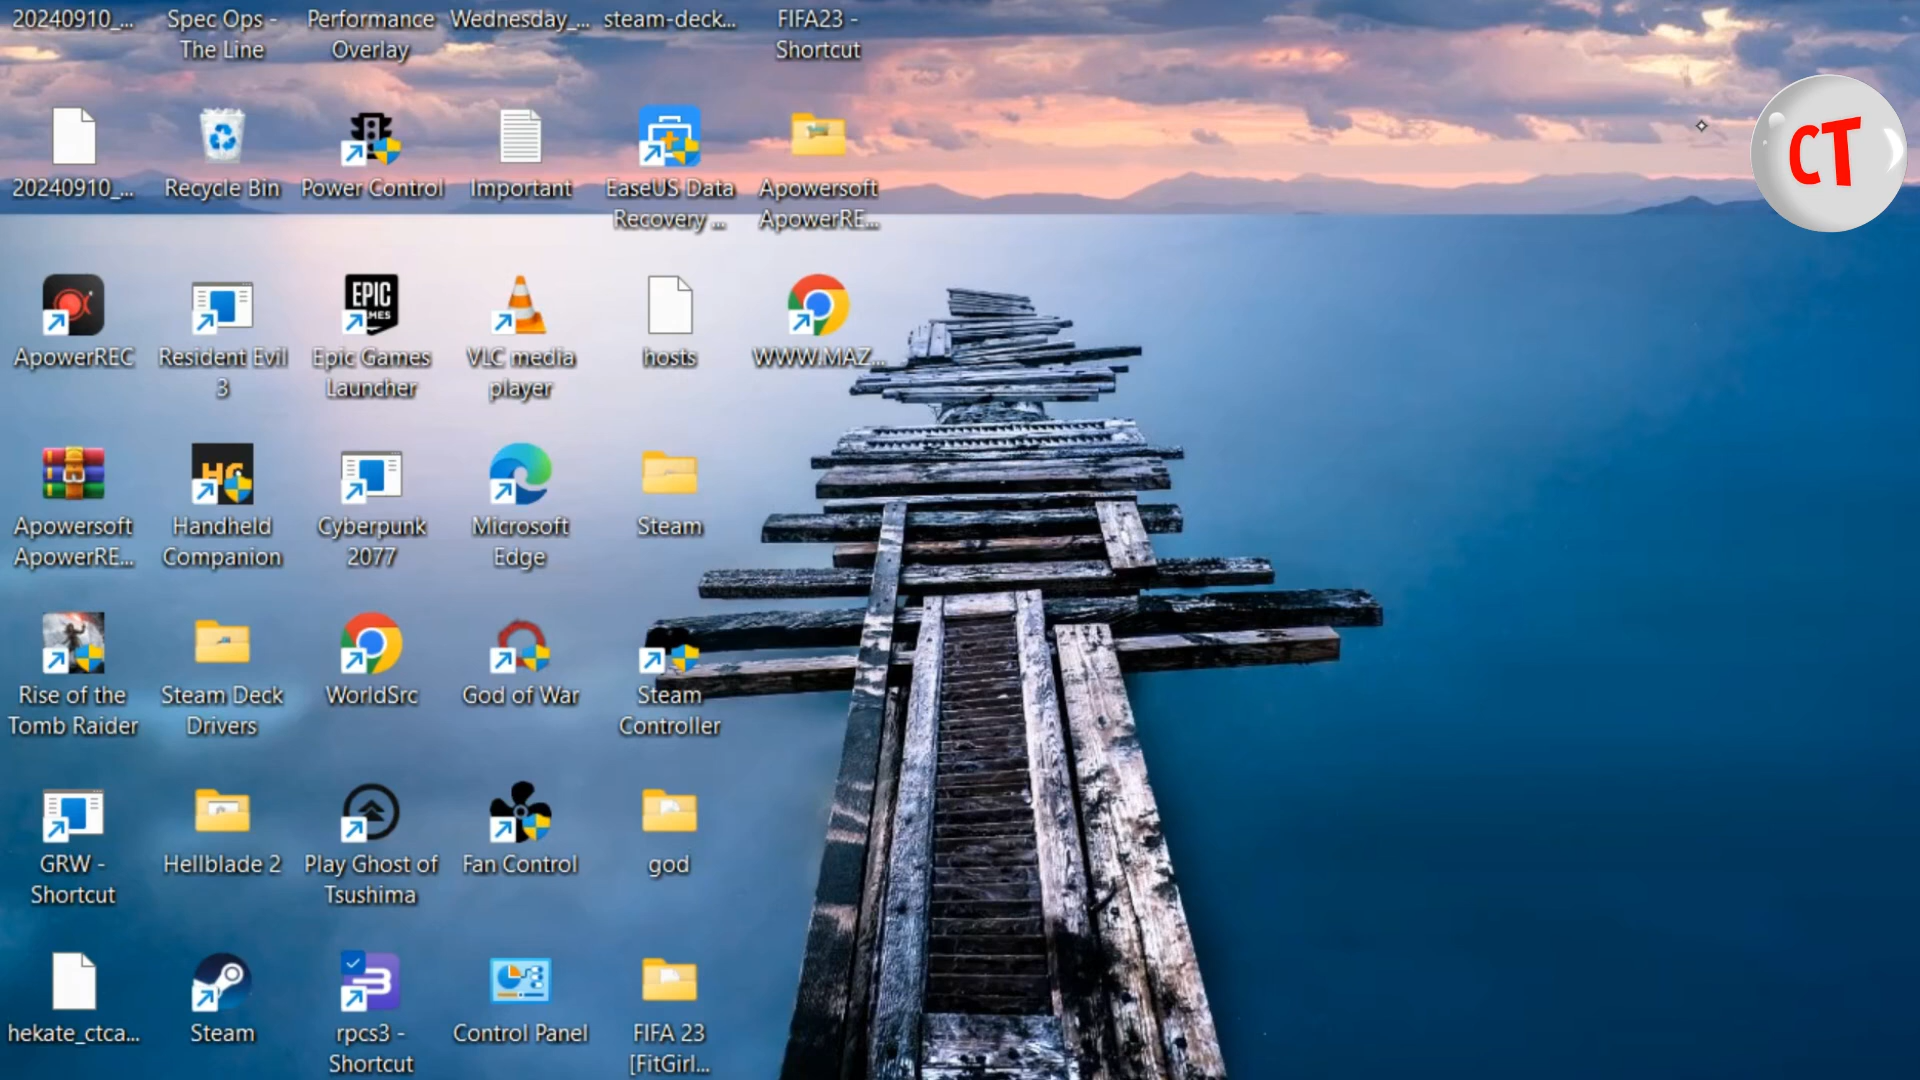 20240910_...
Spec Ops -
The Line
Performance
Overlay
Wednesday_...
steam-deck...
FIFA23 -
Shortcut
CT
20240910_...
Recycle Bin
Power Control
Important
EaseUS Data
Recovery ...
Apowersoft
ApowerRE...
ApowerREC
Resident Evil
3
EPIC
GAMES
Epic Games
Launcher
VLC media
player
hosts
WWW.MAZ...
Apowersoft
ApowerRE...
HC
Handheld
Companion
Cyberpunk
2077
Microsoft
Edge
Steam
Rise of the
Tomb Raider
Steam Deck
Drivers
WorldSrc
God of War
Steam
Controller
GRW -
Shortcut
Hellblade 2
Play Ghost of
Tsushima
Fan Control
god
hekate_ctca...
Steam
rpcs3 -
Shortcut
Control Panel
FIFA 23
[FitGirl...